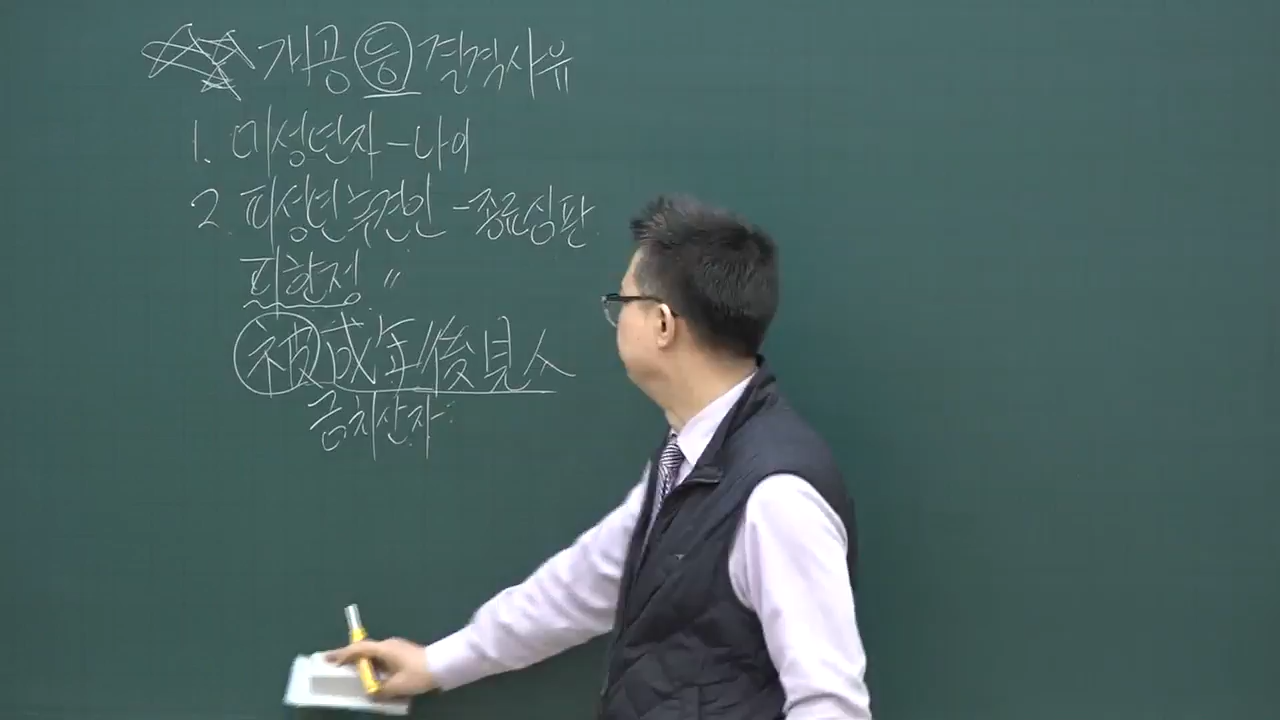 개공 등 결격사유
1. 미성년자 - 나이
2. 피성년후견인 - 종료심판
피한정 〃
被成年後見人
금치산자